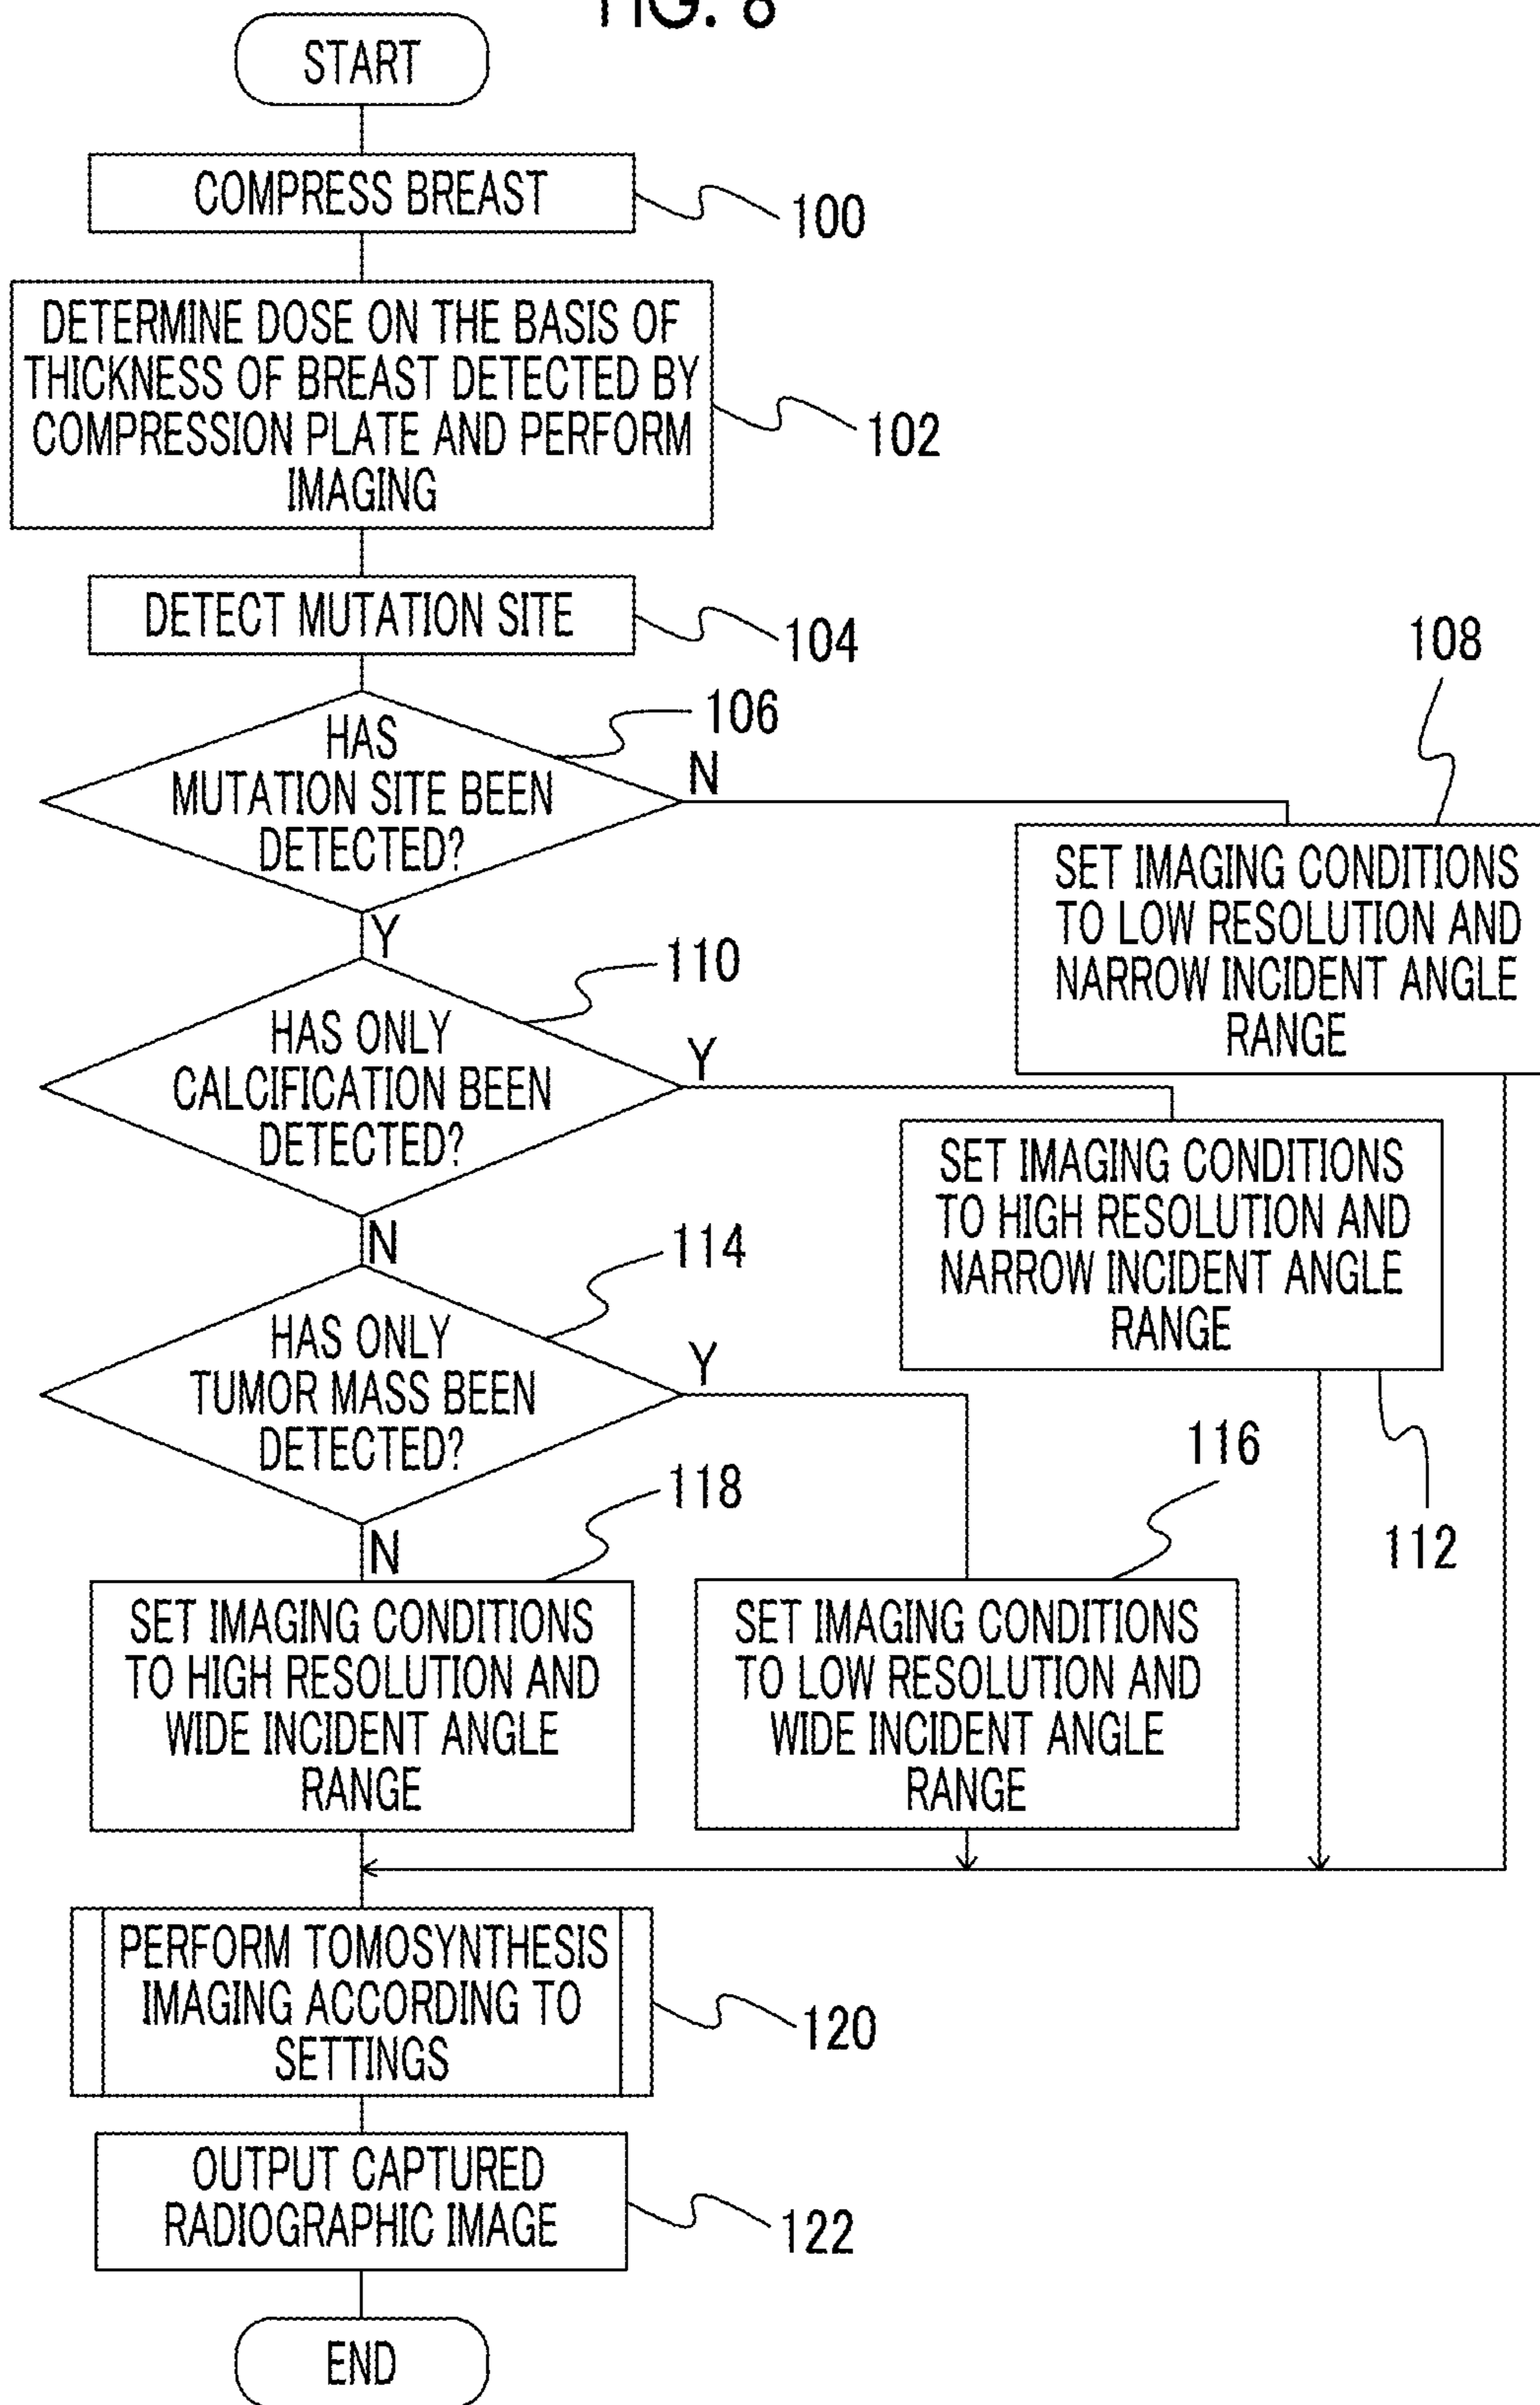 FIG. 8
START
COMPRESS BREAST
100
DETERMINE DOSE ON THE BASIS OF
THICKNESS OF BREAST DETECTED BY
COMPRESSION PLATE AND PERFORM
IMAGING
102
DETECT MUTATION SITE
104
HAS
MUTATION SITE BEEN
DETECTED?
106
N
Y
108
SET IMAGING CONDITIONS
TO LOW RESOLUTION AND
NARROW INCIDENT ANGLE
RANGE
HAS ONLY
CALCIFICATION BEEN
DETECTED?
110
Y
N
SET IMAGING CONDITIONS
TO HIGH RESOLUTION AND
NARROW INCIDENT ANGLE
RANGE
112
HAS ONLY
TUMOR MASS BEEN
DETECTED?
114
Y
N
116
SET IMAGING CONDITIONS
TO LOW RESOLUTION AND
WIDE INCIDENT ANGLE
RANGE
118
SET IMAGING CONDITIONS
TO HIGH RESOLUTION AND
WIDE INCIDENT ANGLE
RANGE
PERFORM TOMOSYNTHESIS
IMAGING ACCORDING TO
SETTINGS
120
OUTPUT CAPTURED
RADIOGRAPHIC IMAGE
122
END